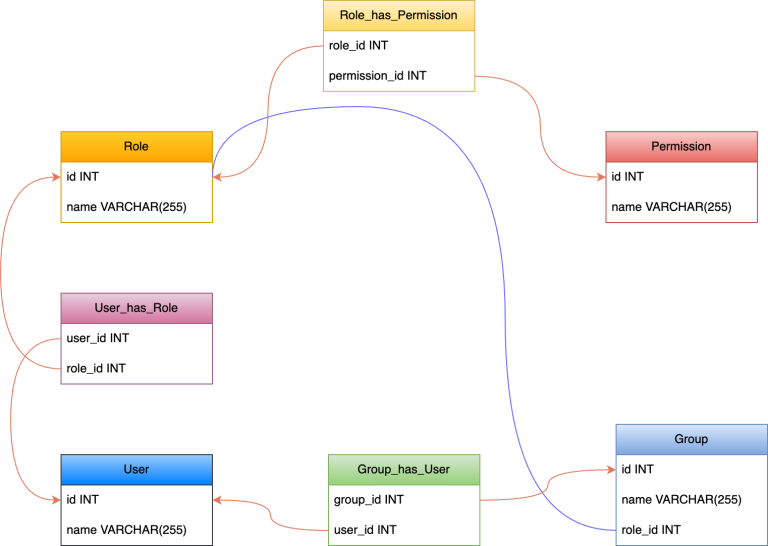 Role_has_Permission
role_id INT
permission_id INT
Role
id INT
name VARCHAR(255)
Permission
id INT
name VARCHAR(255)
User_has_Role
user_id INT
role_id INT
User
id INT
name VARCHAR(255)
Group_has_User
group_id INT
user_id INT
Group
id INT
name VARCHAR(255)
role_id INT